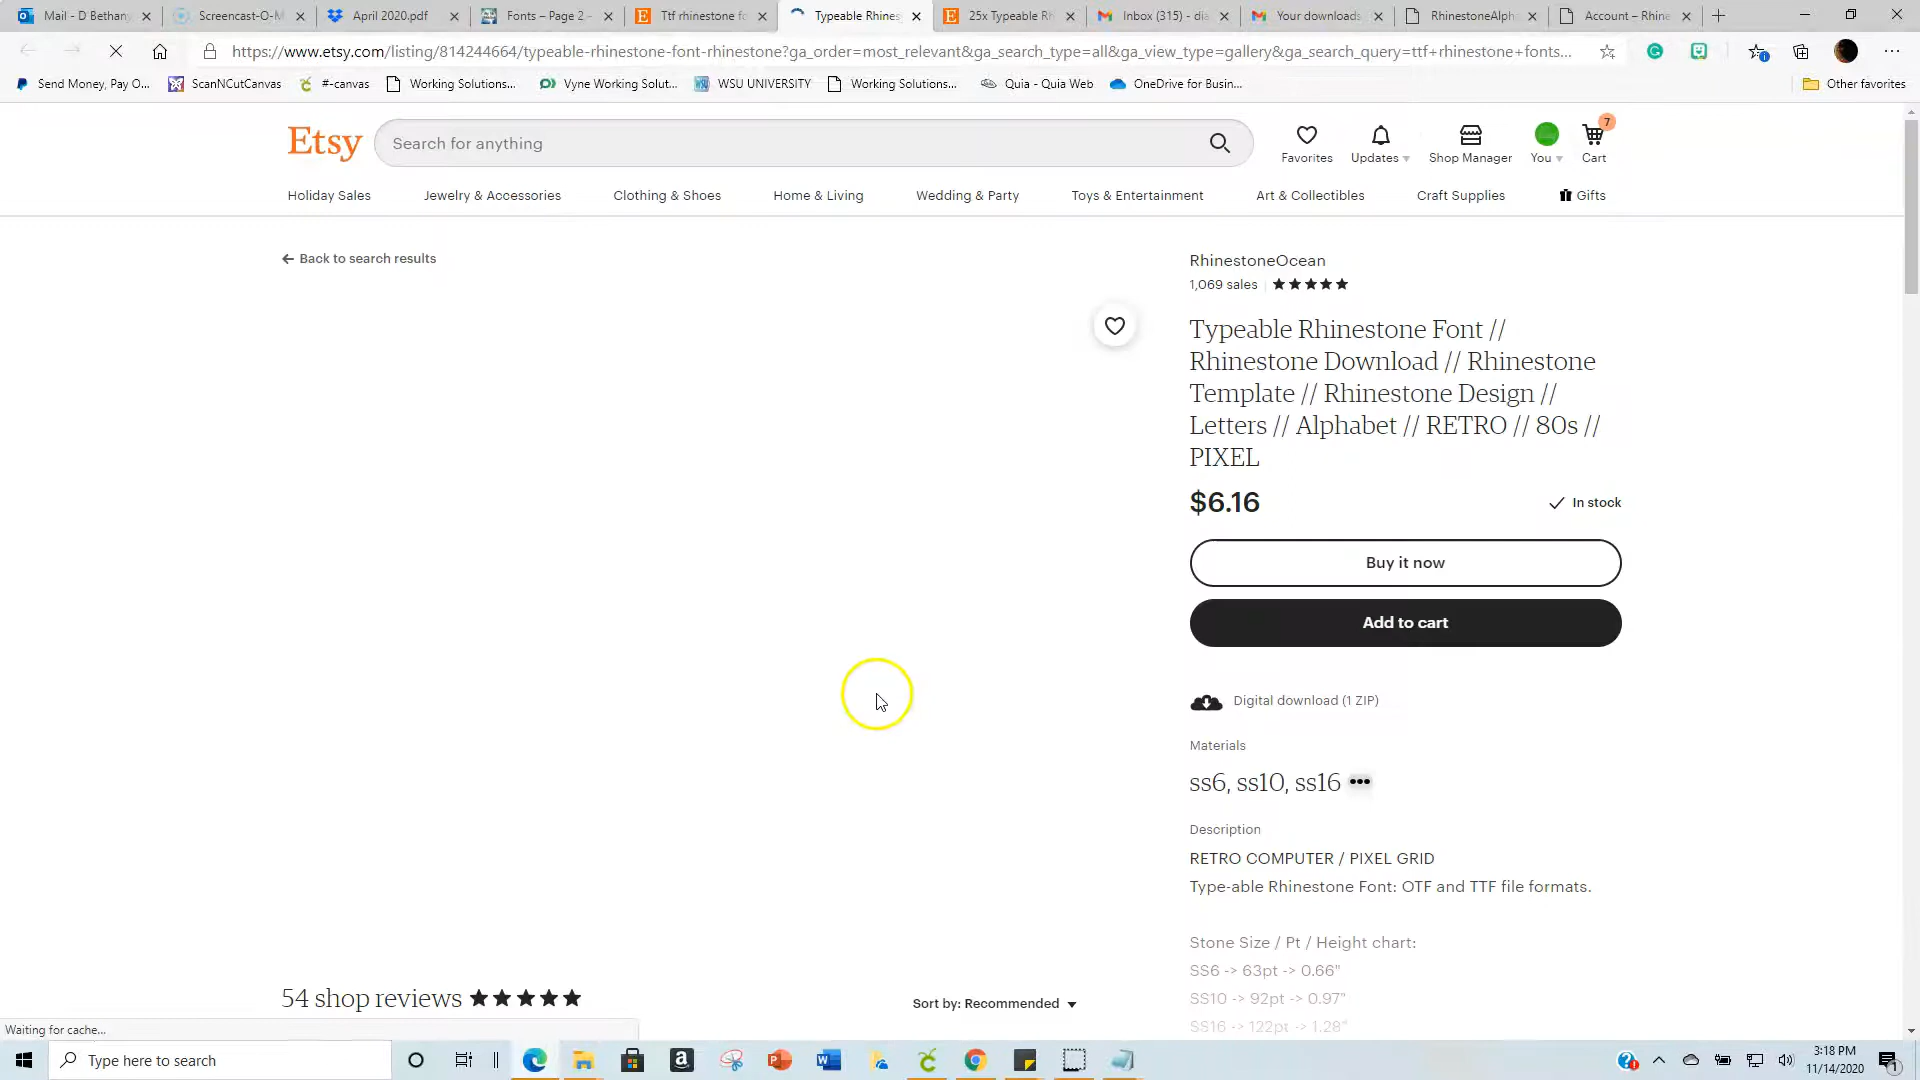 Mail - D Bethany
Screencast-O-M
April 2020.pdf
Fonts – Page 2 -
Ttf rhinestone fo
Typeable Rhines
25x Typeable Rh
Inbox (315) - dia
Your downloads
RhinestoneAlph
Account – Rhine
https://www.etsy.com/listing/814244664/typeable-rhinestone-font-rhinestone?ga_order=most_relevant&ga_search_type=all&ga_view_type=gallery&ga_search_query=ttf+rhinestone+fonts...
Send Money, Pay O...
ScanNCutCanvas
#-canvas
Working Solutions...
Vyne Working Solut...
WSU UNIVERSITY
Working Solutions...
Quia - Quia Web
OneDrive for Busin...
Other favorites
Etsy
Search for anything
Favorites
Updates
Shop Manager
You
7
Cart
Holiday Sales
Jewelry & Accessories
Clothing & Shoes
Home & Living
Wedding & Party
Toys & Entertainment
Art & Collectibles
Craft Supplies
Gifts
Back to search results
RhinestoneOcean
1,069 sales
Typeable Rhinestone Font //
Rhinestone Download // Rhinestone
Template // Rhinestone Design //
Letters // Alphabet // RETRO // 80s //
PIXEL
$6.16
In stock
Buy it now
Add to cart
Digital download (1 ZIP)
Materials
ss6, ss10, ss16
Description
RETRO COMPUTER / PIXEL GRID
Type-able Rhinestone Font: OTF and TTF file formats.
Stone Size / Pt / Height chart:
SS6 -> 63pt -> 0.66"
SS10 -> 92pt -> 0.97"
SS16 -> 122pt -> 1.28"
54 shop reviews
Sort by: Recommended
Waiting for cache...
Type here to search
3:18 PM
11/14/2020
1